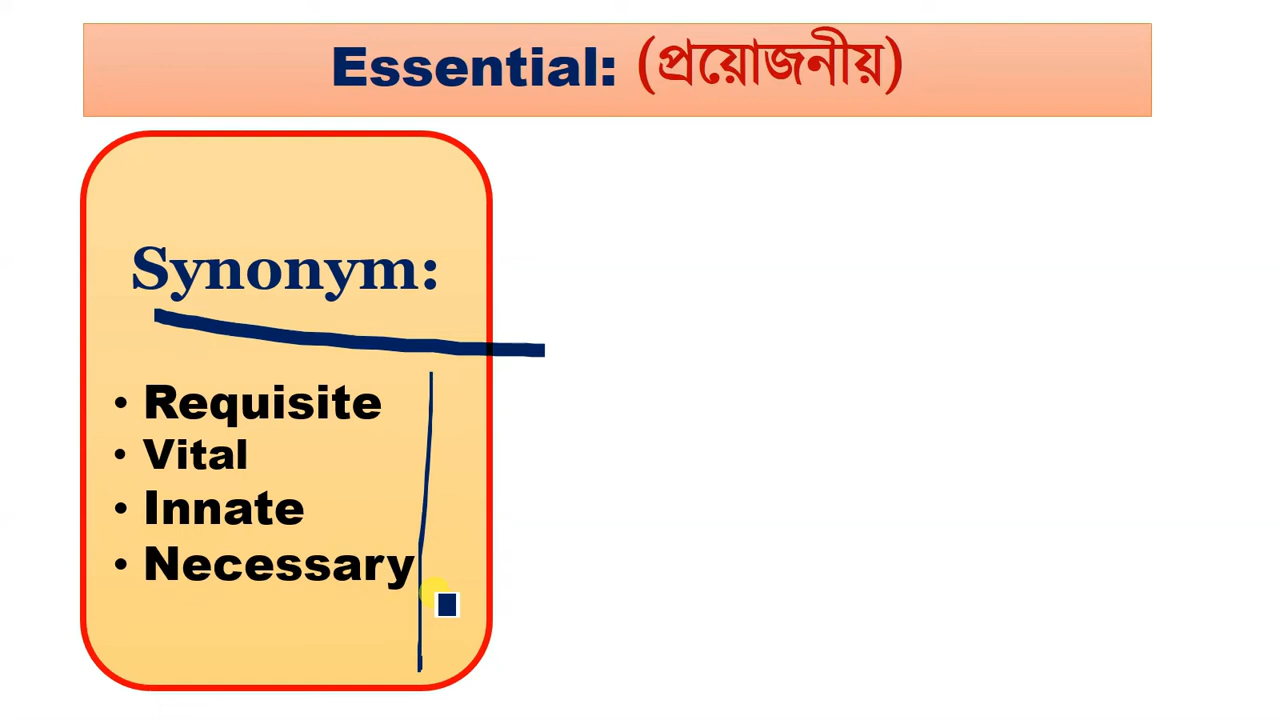 Essential: (প্রয়োজনীয়)
Synonym:
• Requisite
• Vital
• Innate
• Necessary